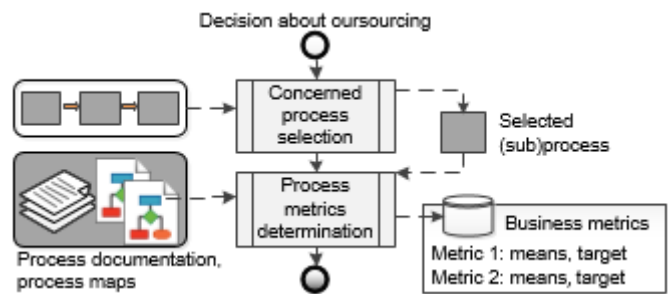 Decision about oursourcing
Concerned
process
selection
Selected
(sub)process
Process
metrics
determination
Business metrics
Metric 1: means, target
Metric 2: means, target
Process documentation,
process maps